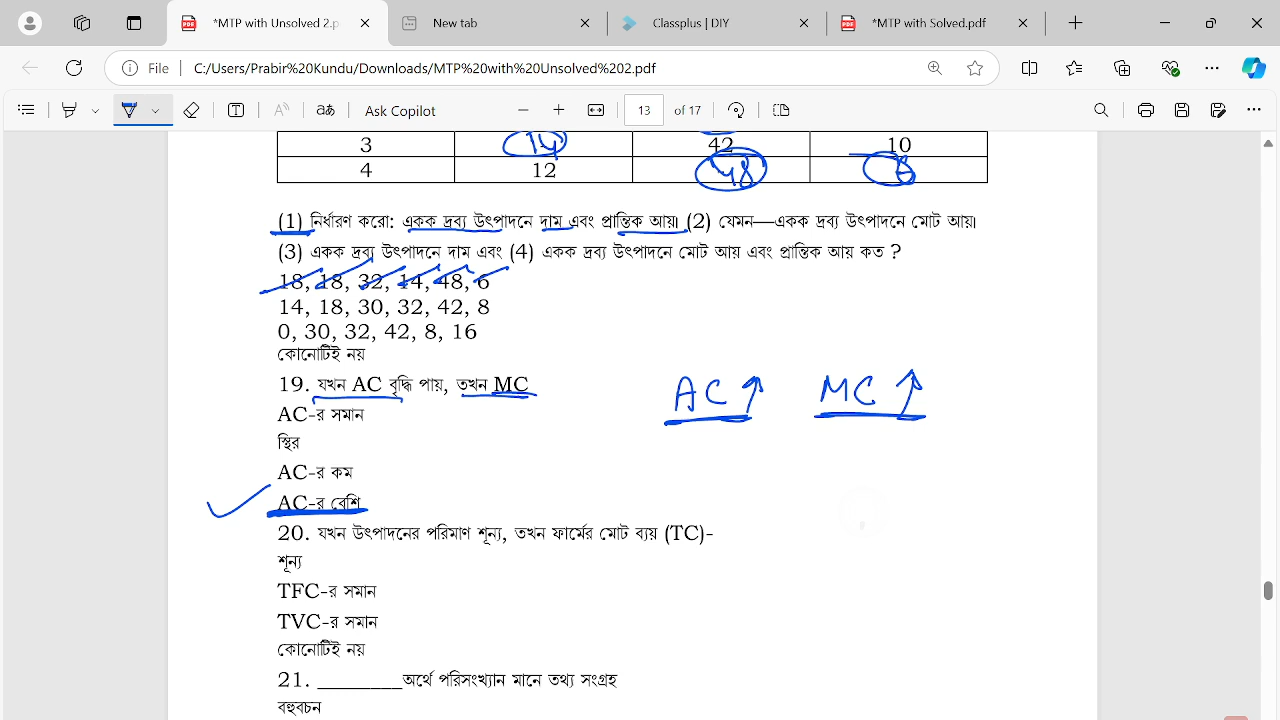 *MTP with Unsolved 2.p
New tab
Classplus | DIY
*MTP with Solved.pdf
File
C:/Users/Prabir%20Kundu/Downloads/MTP%20with%20Unsolved%202.pdf
Ask Copilot
13 of 17
3 14 42 10
4 12 48 6
(1) নির্ধারণ করো: একক দ্রব্য উৎপাদনে দাম এবং প্রান্তিক আয়। (2) যেমন—একক দ্রব্য উৎপাদনে মোট আয়।
(3) একক দ্রব্য উৎপাদনে দাম এবং (4) একক দ্রব্য উৎপাদনে মোট আয় এবং প্রান্তিক আয় কত ?
18, 18, 32, 14, 48, 6
14, 18, 30, 32, 42, 8
0, 30, 32, 42, 8, 16
কোনোটিই নয়
19. যখন AC বৃদ্ধি পায়, তখন MC
AC↑ MC↑
AC-র সমান
স্থির
AC-র কম
AC-র বেশি
20. যখন উৎপাদনের পরিমাণ শূন্য, তখন ফার্মের মোট ব্যয় (TC)-
শূন্য
TFC-র সমান
TVC-র সমান
কোনোটিই নয়
21. ________অর্থে পরিসংখ্যান মানে তথ্য সংগ্রহ
বহুবচন